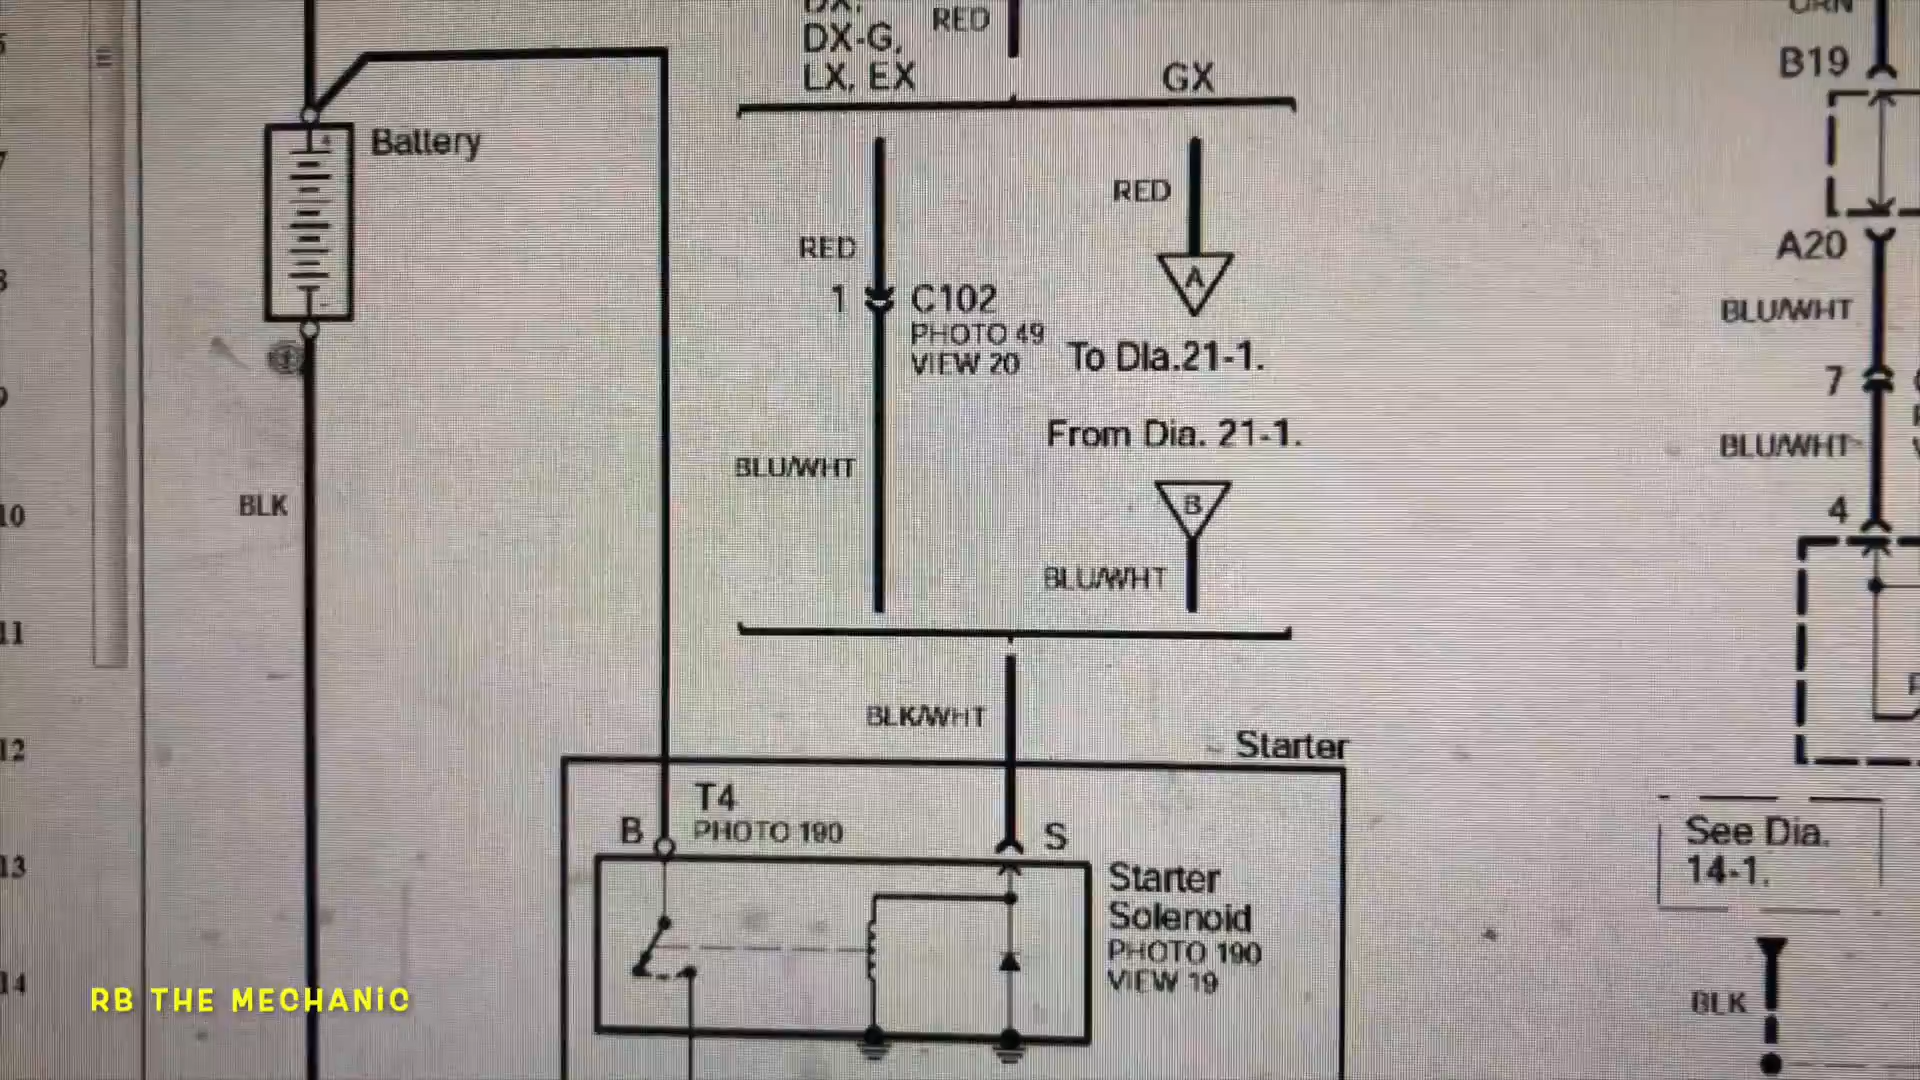 DX-G,
LX, EX
RED
GX
B19
Battery
RED
RED
1
C102
PHOTO 49
VIEW 20
A
To Dia.21-1.
From Dia. 21-1.
B
BLU/WHT
BLU/WHT
BLK
BLK/WHT
Starter
T4
PHOTO 190
B
S
Starter
Solenoid
PHOTO 190
VIEW 19
A20
BLU/WHT
7
BLU/WHT
4
See Dia.
14-1.
BLK
10
11
12
13
14
RB THE MECHANIC